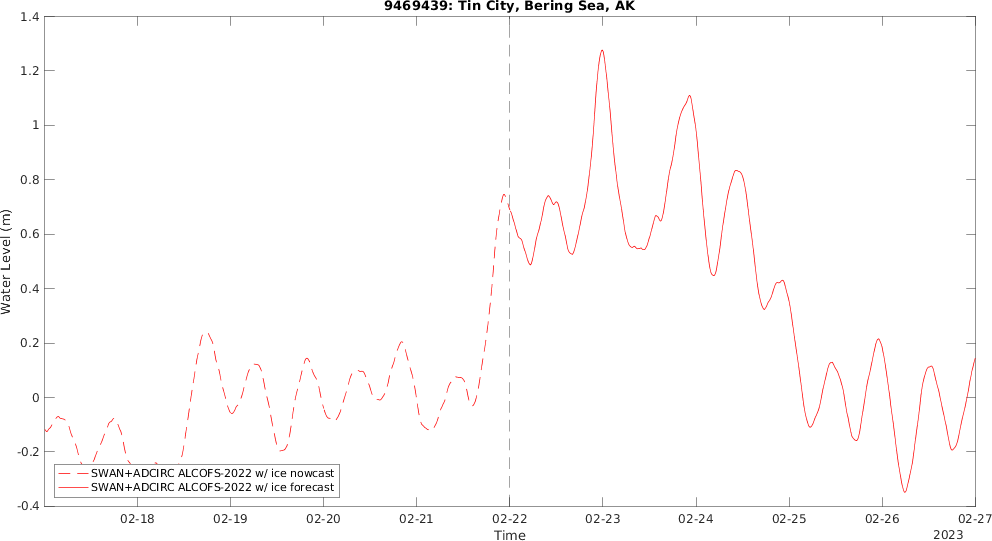 9469439: Tin City, Bering Sea, AK
1.4
1.2
1
0.8
0.6
0.4
0.2
0
-0.2
-0.4
Water Level (m)
SWAN+ADCIRC ALCOFS-2022 w/ ice nowcast
SWAN+ADCIRC ALCOFS-2022 w/ ice forecast
02-18 02-19 02-20 02-21 02-22 02-23 02-24 02-25 02-26 02-27
Time
2023